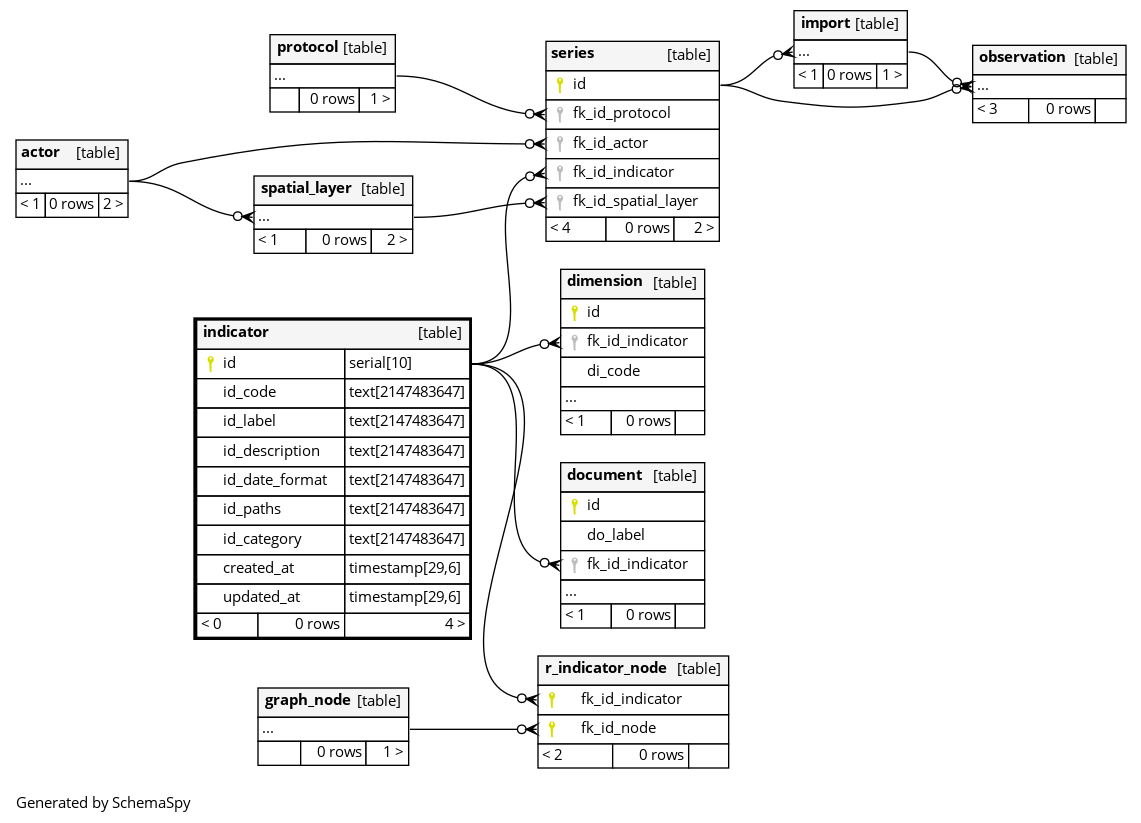 protocol [table]
...
0 rows 1 >
series [table]
id
fk_id_protocol
fk_id_actor
fk_id_indicator
fk_id_spatial_layer
< 4 0 rows 2 >
import [table]
...
< 1 0 rows 1 >
observation [table]
...
< 3 0 rows
actor [table]
...
< 1 0 rows 2 >
spatial_layer [table]
...
< 1 0 rows 2 >
dimension [table]
id
fk_id_indicator
di_code
...
< 1 0 rows
indicator [table]
id serial[10]
id_code text[2147483647]
id_label text[2147483647]
id_description text[2147483647]
id_date_format text[2147483647]
id_paths text[2147483647]
id_category text[2147483647]
created_at timestamp[29,6]
updated_at timestamp[29,6]
< 0 0 rows 4 >
document [table]
id
do_label
fk_id_indicator
...
< 1 0 rows
r_indicator_node [table]
fk_id_indicator
fk_id_node
< 2 0 rows
graph_node [table]
...
0 rows 1 >
Generated by SchemaSpy